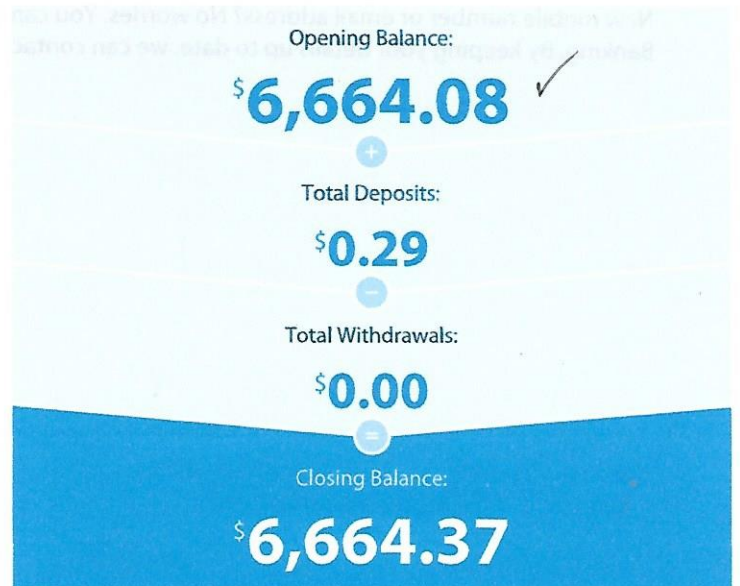 Opening Balance:
$6,664.08
+
Total Deposits:
$0.29
−
Total Withdrawals:
$0.00
=
Closing Balance:
$6,664.37